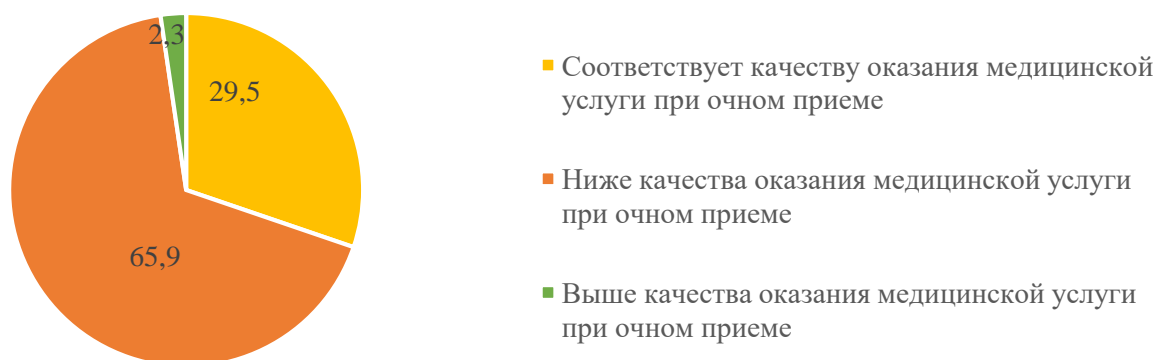 2,3
29,5
65,9
Соответствует качеству оказания медицинской
услуги при очном приеме
Ниже качества оказания медицинской услуги
при очном приеме
Выше качества оказания медицинской услуги
при очном приеме